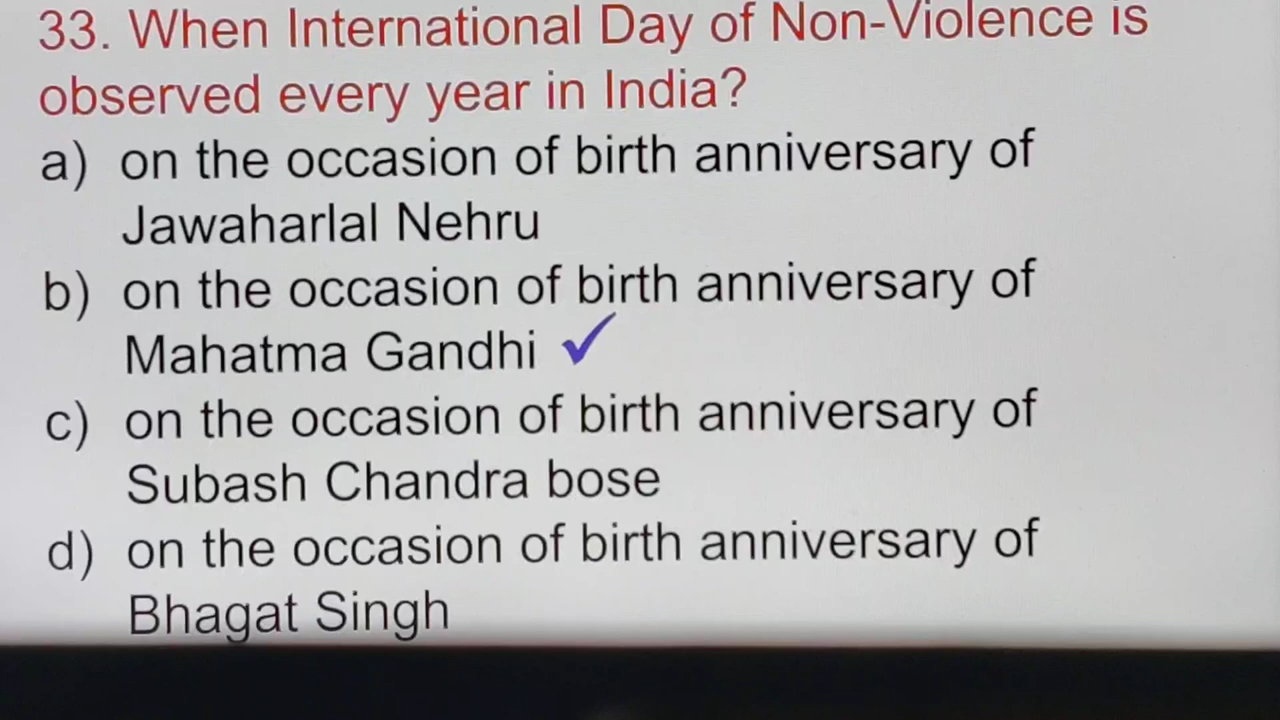 33. When International Day of Non-Violence is
observed every year in India?
a) on the occasion of birth anniversary of
Jawaharlal Nehru
b) on the occasion of birth anniversary of
Mahatma Gandhi ✓
c) on the occasion of birth anniversary of
Subash Chandra bose
d) on the occasion of birth anniversary of
Bhagat Singh